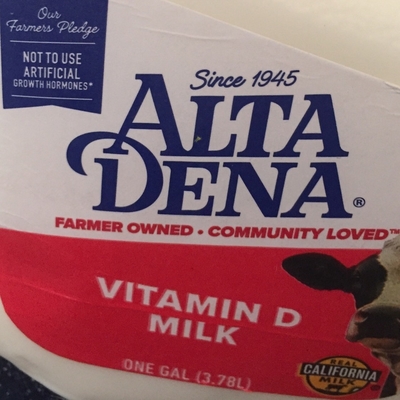 Our
Farmers Pledge
NOT TO USE
ARTIFICIAL
GROWTH HORMONES*
Since 1945
ALTA
DENA®
FARMER OWNED • COMMUNITY LOVED™
VITAMIN D
MILK
ONE GAL (3.78L)
REAL
CALIFORNIA
MILK